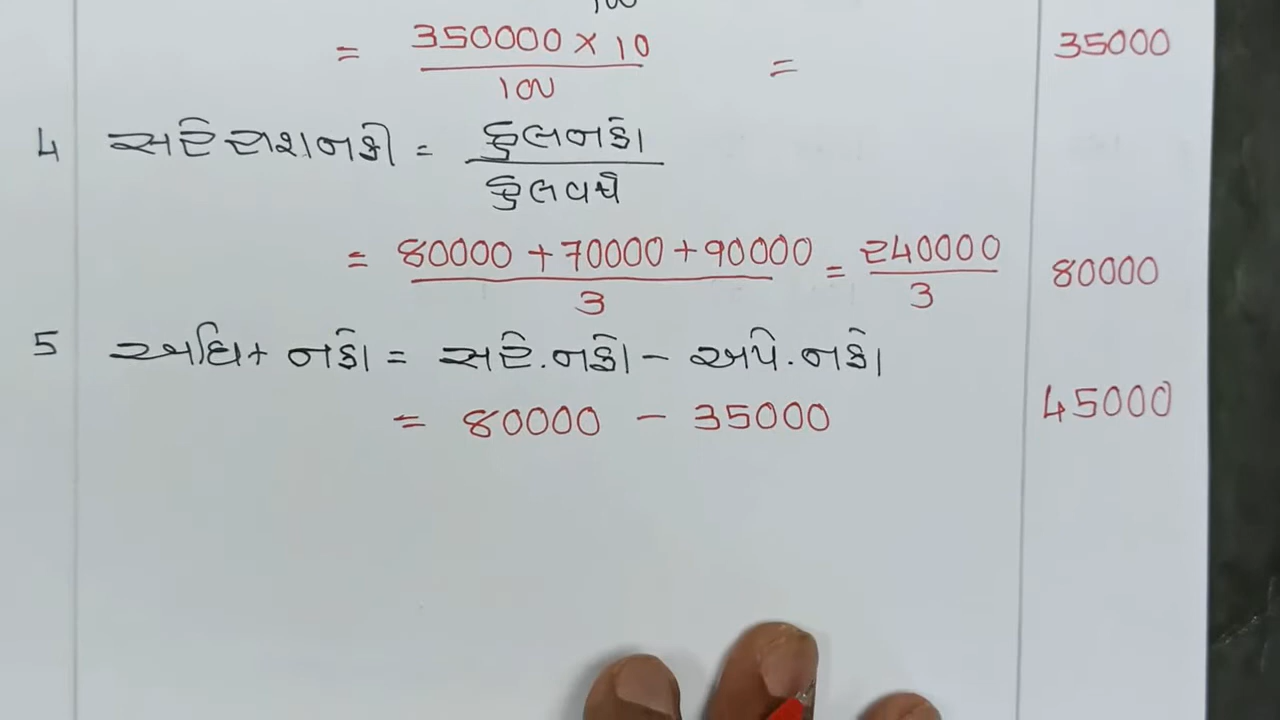 = 350000 × 10 / 100 = 35000
4 સરેરાશ નફો = કુલ નફો / કુલ વર્ષ
= 80000 + 70000 + 90000 / 3 = 240000 / 3 80000
5 અધિ+ નફો = સરે. નફો - અપે. નફો
= 80000 - 35000 45000